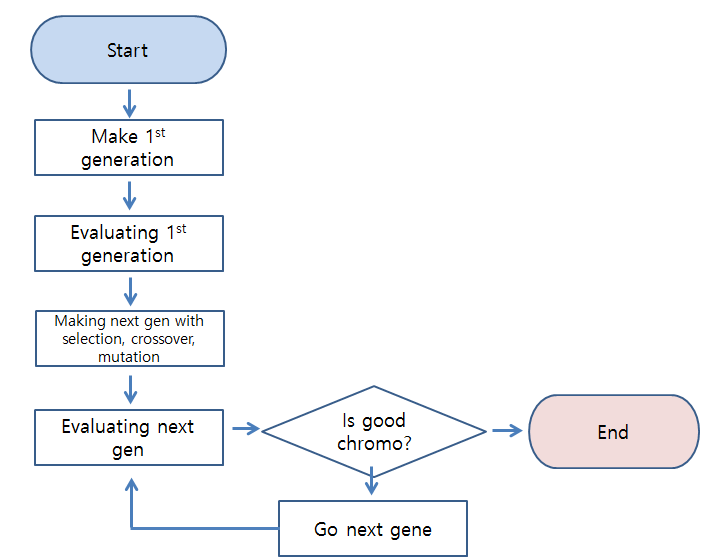 Start
Make 1st
generation
Evaluating 1st
generation
Making next gen with
selection, crossover,
mutation
Evaluating next
gen
Is good
chromo?
End
Go next gene